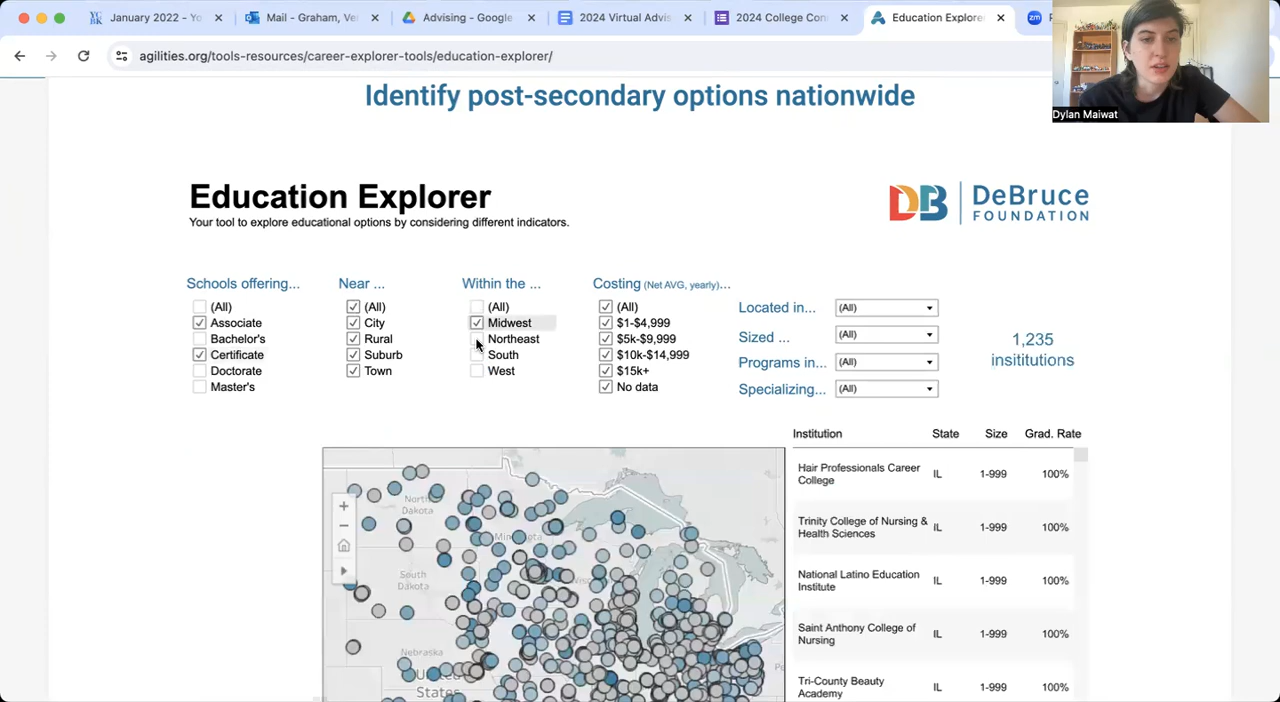 January 2022 - Yo
Mail - Graham, Ver
Advising - Google
2024 Virtual Advis
2024 College Con
Education Explorer
zm
agilities.org/tools-resources/career-explorer-tools/education-explorer/
Dylan Maiwat
Identify post-secondary options nationwide
Education Explorer
Your tool to explore educational options by considering different indicators.
DB DeBruce
FOUNDATION
Schools offering...
(All)
Associate
Bachelor's
Certificate
Doctorate
Master's
Near ...
(All)
City
Rural
Suburb
Town
Within the ...
(All)
Midwest
Northeast
South
West
Costing (Net AVG, yearly)...
(All)
$1-$4,999
$5k-$9,999
$10k-$14,999
$15k+
No data
Located in... (All)
Sized ... (All)
Programs in... (All)
Specializing... (All)
1,235
insititutions
Institution State Size Grad. Rate
Hair Professionals Career
College IL 1-999 100%
Trinity College of Nursing &
Health Sciences IL 1-999 100%
National Latino Education
Institute IL 1-999 100%
Saint Anthony College of
Nursing IL 1-999 100%
Tri-County Beauty
Academy IL 1-999 100%
North
Dakota
South
Dakota
Nebraska
United
States